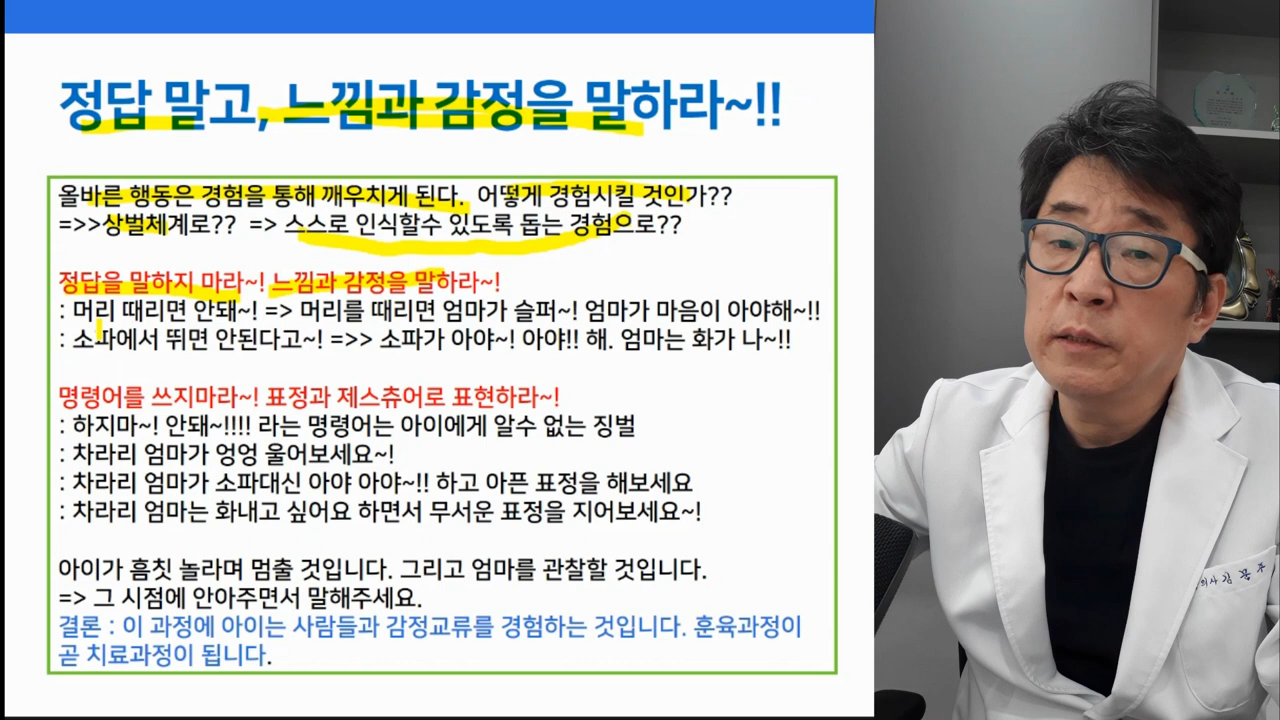 정답 말고, 느낌과 감정을 말하라~!!
올바른 행동은 경험을 통해 깨우치게 된다. 어떻게 경험시킬 것인가??
=>>상벌체계로?? => 스스로 인식할수 있도록 돕는 경험으로??
정답을 말하지 마라~! 느낌과 감정을 말하라~!
: 머리 때리면 안돼~! => 머리를 때리면 엄마가 슬퍼~! 엄마가 마음이 아야해~!!
: 소파에서 뛰면 안된다고~! =>> 소파가 아야~! 아야!! 해. 엄마는 화가 나~!!
명령어를 쓰지마라~! 표정과 제스츄어로 표현하라~!
: 하지마~! 안돼~!!!! 라는 명령어는 아이에게 알수 없는 징벌
: 차라리 엄마가 엉엉 울어보세요~!
: 차라리 엄마가 소파대신 아야 아야~!! 하고 아픈 표정을 해보세요
: 차라리 엄마는 화내고 싶어요 하면서 무서운 표정을 지어보세요~!
아이가 흠칫 놀라며 멈출 것입니다. 그리고 엄마를 관찰할 것입니다.
=> 그 시점에 안아주면서 말해주세요.
결론 : 이 과정에 아이는 사람들과 감정교류를 경험하는 것입니다. 훈육과정이
곧 치료과정이 됩니다.